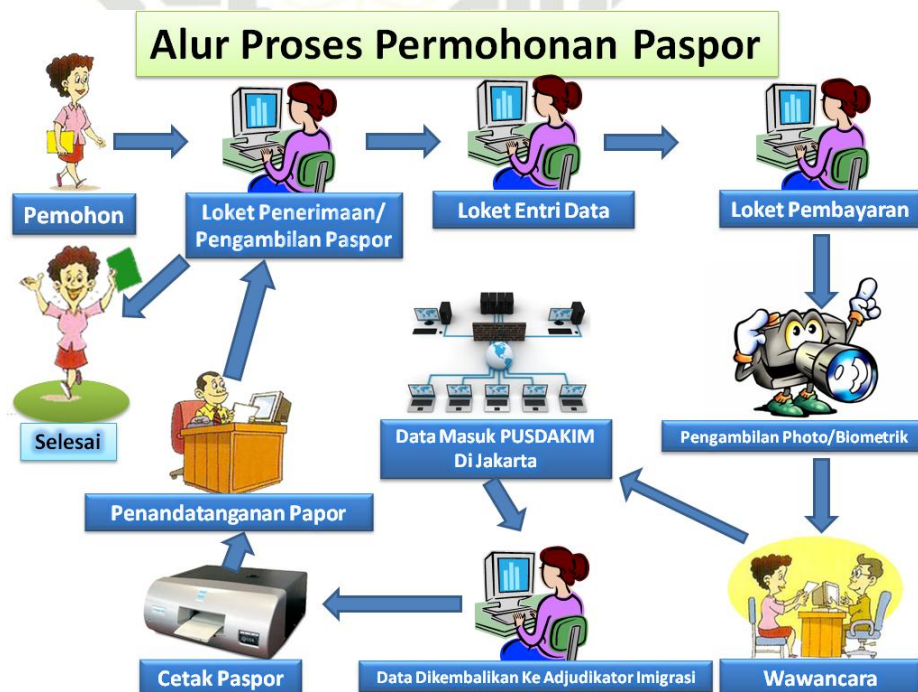 Alur Proses Permohonan Paspor
Pemohon
Loket Penerimaan/
Pengambilan Paspor
Loket Entri Data
Loket Pembayaran
Pengambilan Photo/Biometrik
Wawancara
Data Masuk PUSDAKIM
Di Jakarta
Data Dikembalikan Ke Adjudikator Imigrasi
Cetak Paspor
Penandatanganan Papor
Selesai